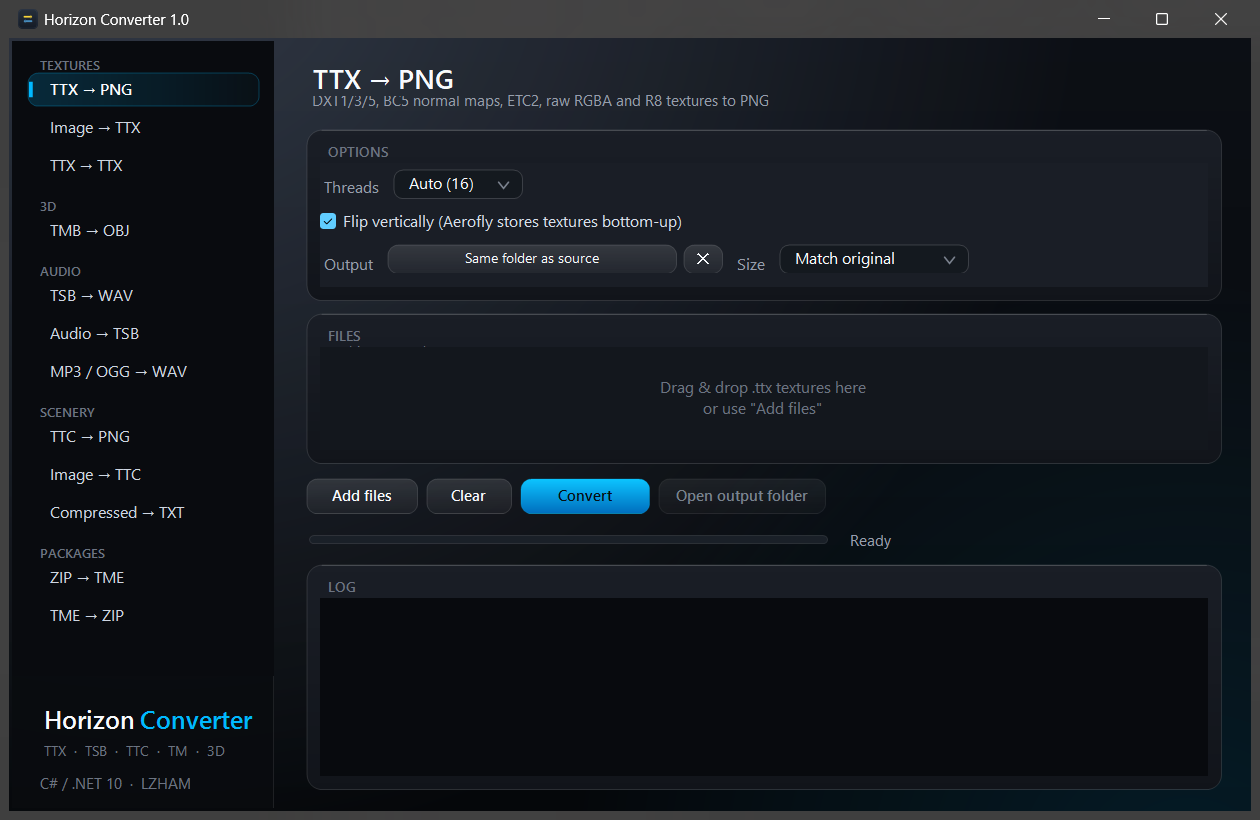 Horizon Converter 1.0
TEXTURES
TTX → PNG
Image → TTX
TTX → TTX
3D
TMB → OBJ
AUDIO
TSB → WAV
Audio → TSB
MP3 / OGG → WAV
SCENERY
TTC → PNG
Image → TTC
Compressed → TXT
PACKAGES
ZIP → TME
TME → ZIP
Horizon Converter
TTX · TSB · TTC · TM · 3D
C# / .NET 10 · LZHAM
TTX → PNG
DXT1/3/5, BC5 normal maps, ETC2, raw RGBA and R8 textures to PNG
OPTIONS
Threads Auto (16)
Flip vertically (Aerofly stores textures bottom-up)
Output Same folder as source Size Match original
FILES
Drag & drop .ttx textures here
or use "Add files"
Add files Clear Convert Open output folder
Ready
LOG